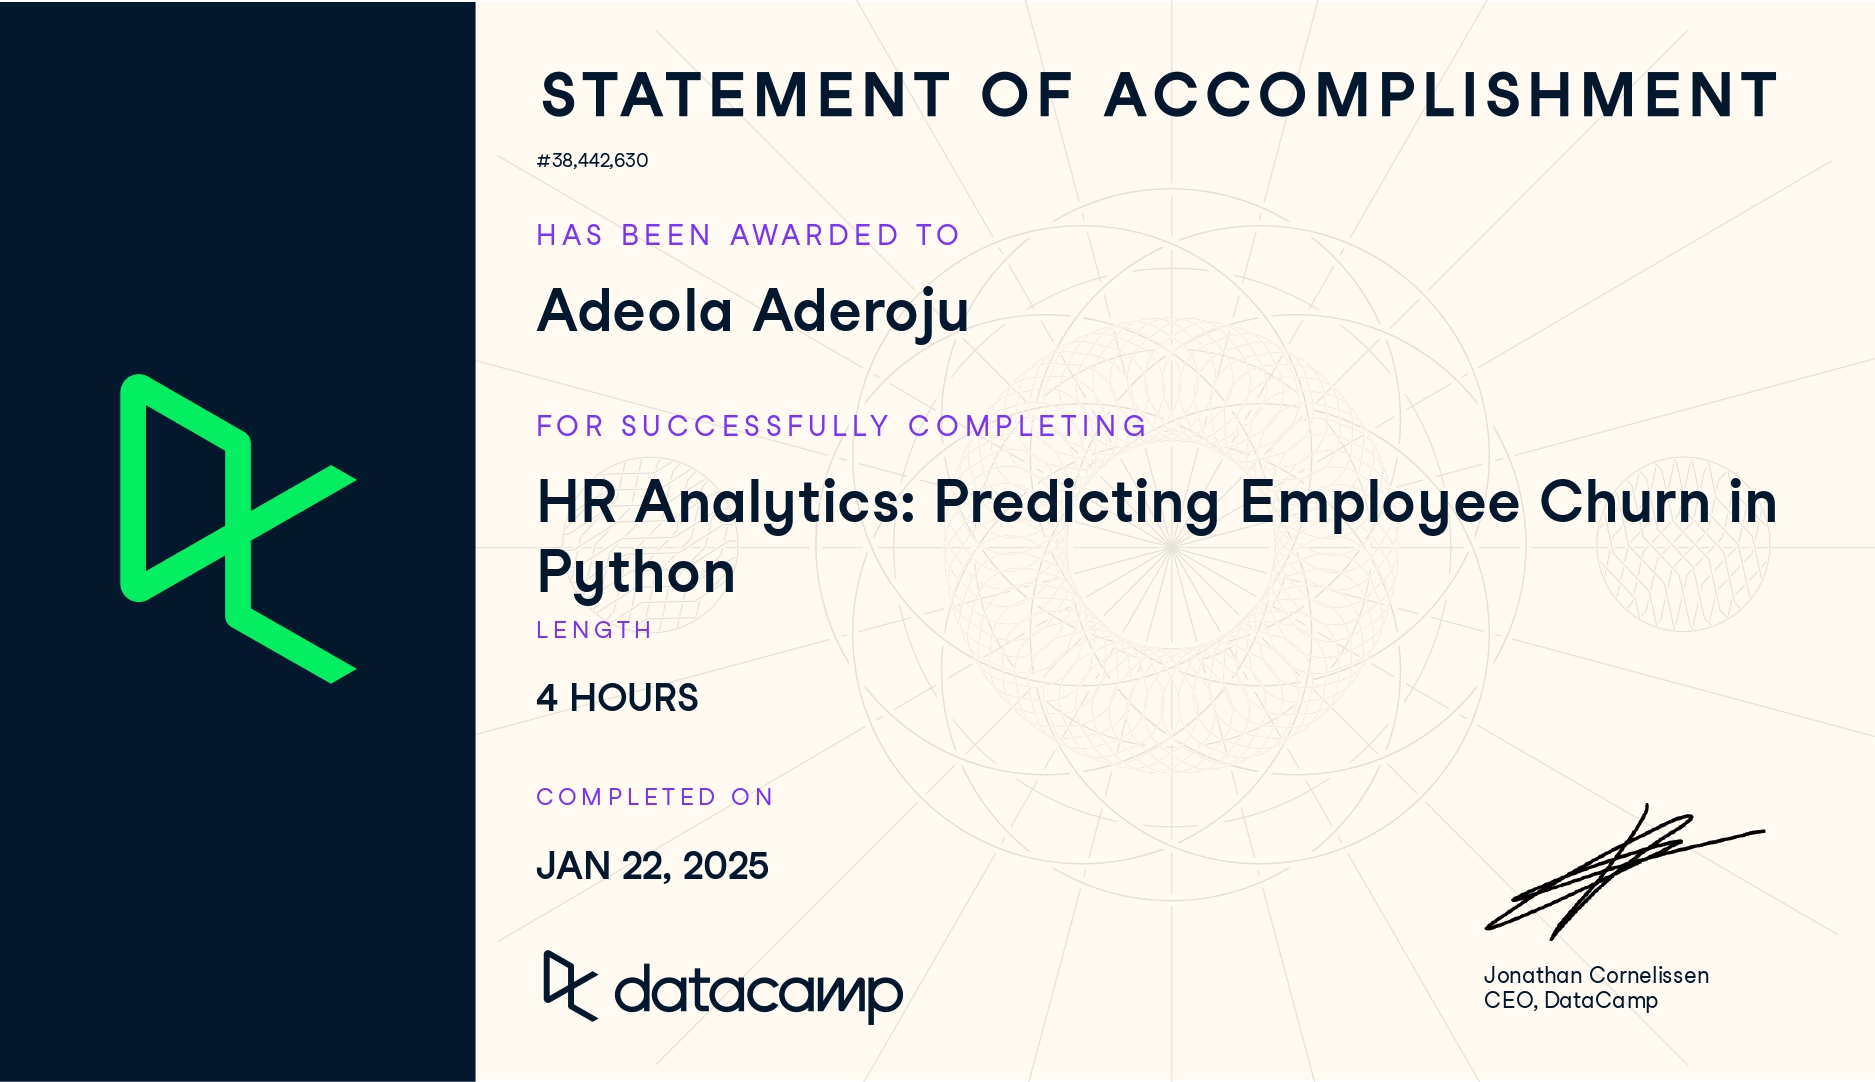 STATEMENT OF ACCOMPLISHMENT
#38,442,630
HAS BEEN AWARDED TO
Adeola Aderoju
FOR SUCCESSFULLY COMPLETING
HR Analytics: Predicting Employee Churn in
Python
LENGTH
4 HOURS
COMPLETED ON
JAN 22, 2025
datacamp
Jonathan Cornelissen
CEO, DataCamp